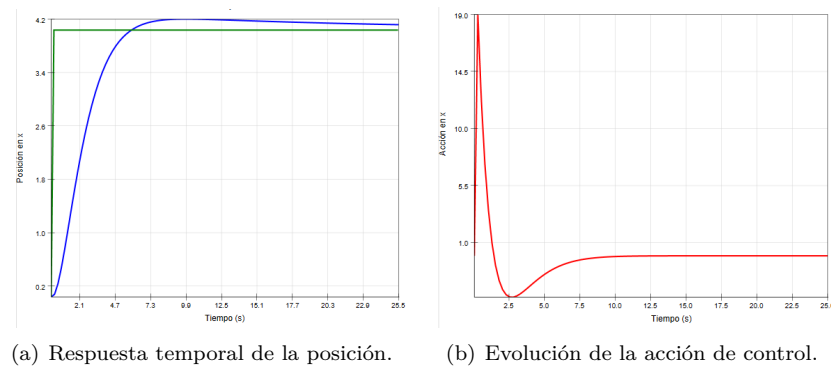 4.2
3.4
2.6
1.8
1.0
0.2
Posición en x
2.1 4.7 7.3 9.9 12.5 15.1 17.7 20.3 22.9 25.5
Tiempo (s)
19.0
14.5
10.0
5.5
1.0
Acción en x
2.5 5.0 7.5 10.0 12.5 15.0 17.5 20.0 22.5 25.0
Tiempo (s)
(a) Respuesta temporal de la posición.
(b) Evolución de la acción de control.